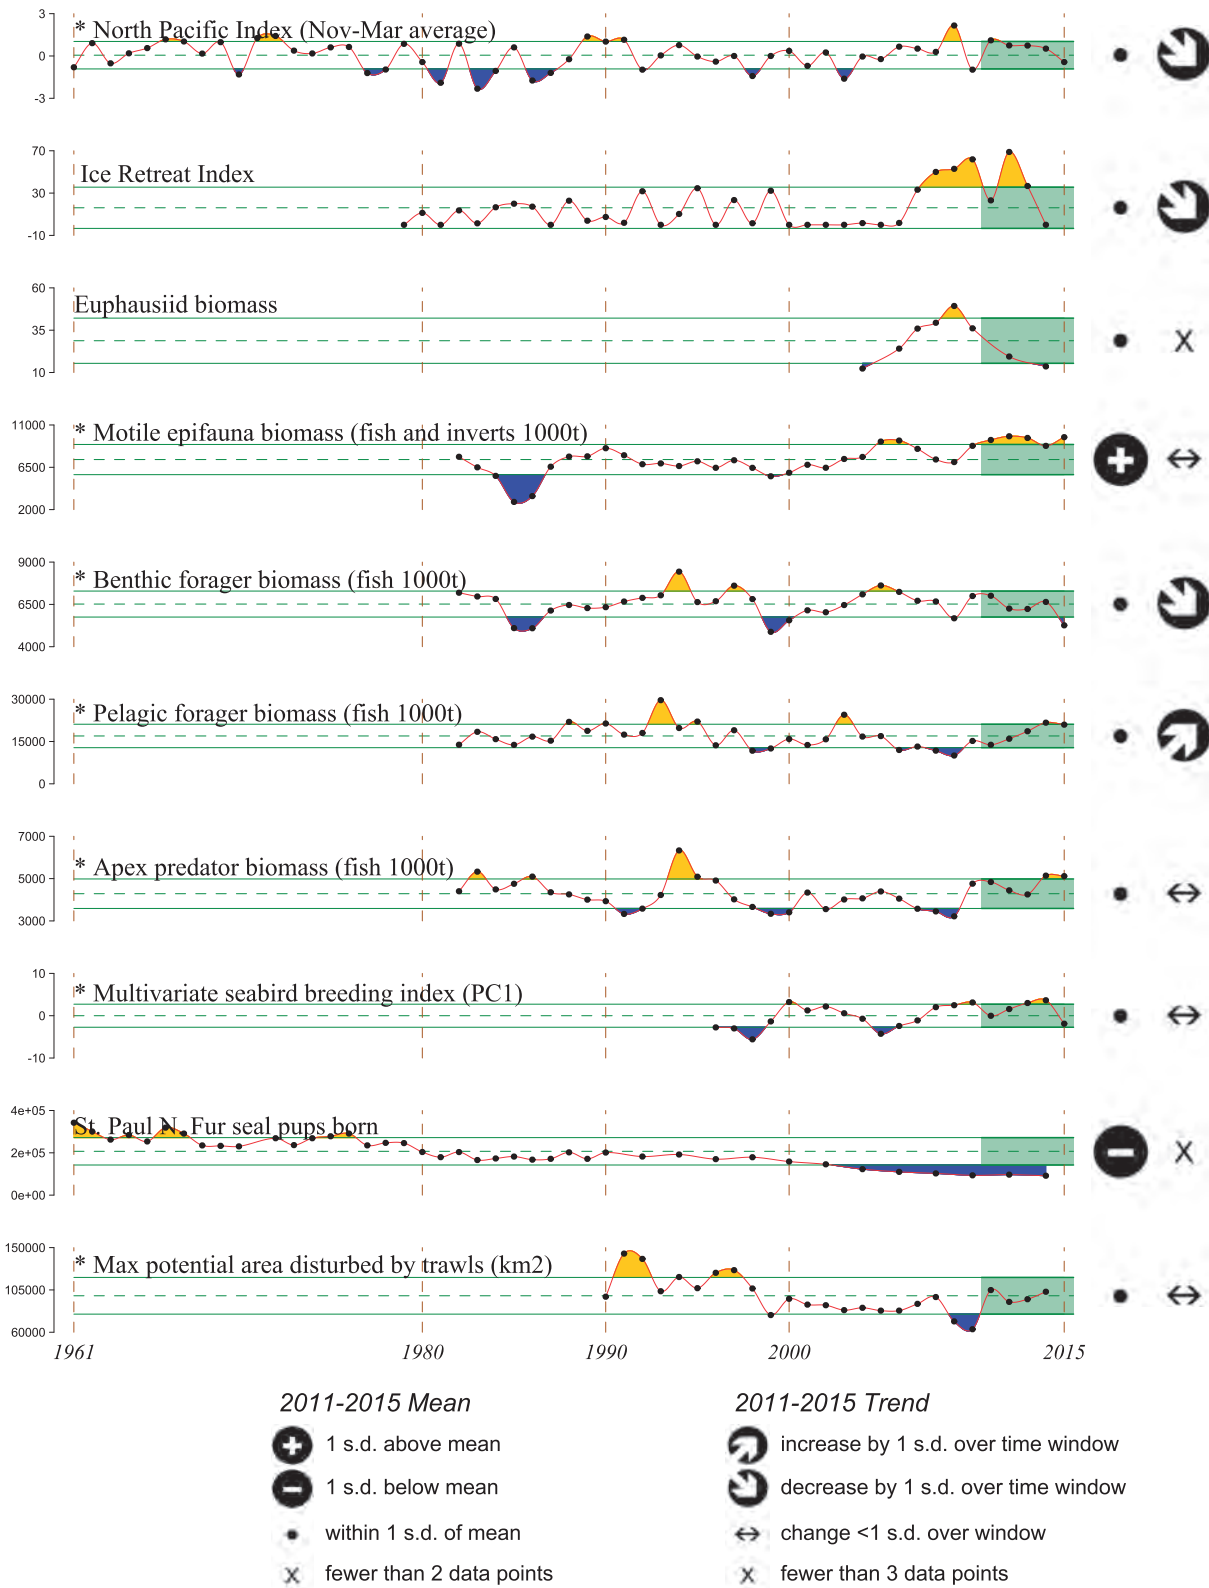 * North Pacific Index (Nov-Mar average)
3
0
-3
Ice Retreat Index
70
30
-10
Euphausiid biomass
60
35
10
X
* Motile epifauna biomass (fish and inverts 1000t)
11000
6500
2000
* Benthic forager biomass (fish 1000t)
9000
6500
4000
* Pelagic forager biomass (fish 1000t)
30000
15000
0
* Apex predator biomass (fish 1000t)
7000
5000
3000
* Multivariate seabird breeding index (PC1)
10
0
-10
St. Paul N. Fur seal pups born
4e+05
2e+05
0e+00
X
* Max potential area disturbed by trawls (km2)
150000
105000
60000
1961 1980 1990 2000 2015
2011-2015 Mean
1 s.d. above mean
1 s.d. below mean
within 1 s.d. of mean
X fewer than 2 data points
2011-2015 Trend
increase by 1 s.d. over time window
decrease by 1 s.d. over time window
change <1 s.d. over window
X fewer than 3 data points